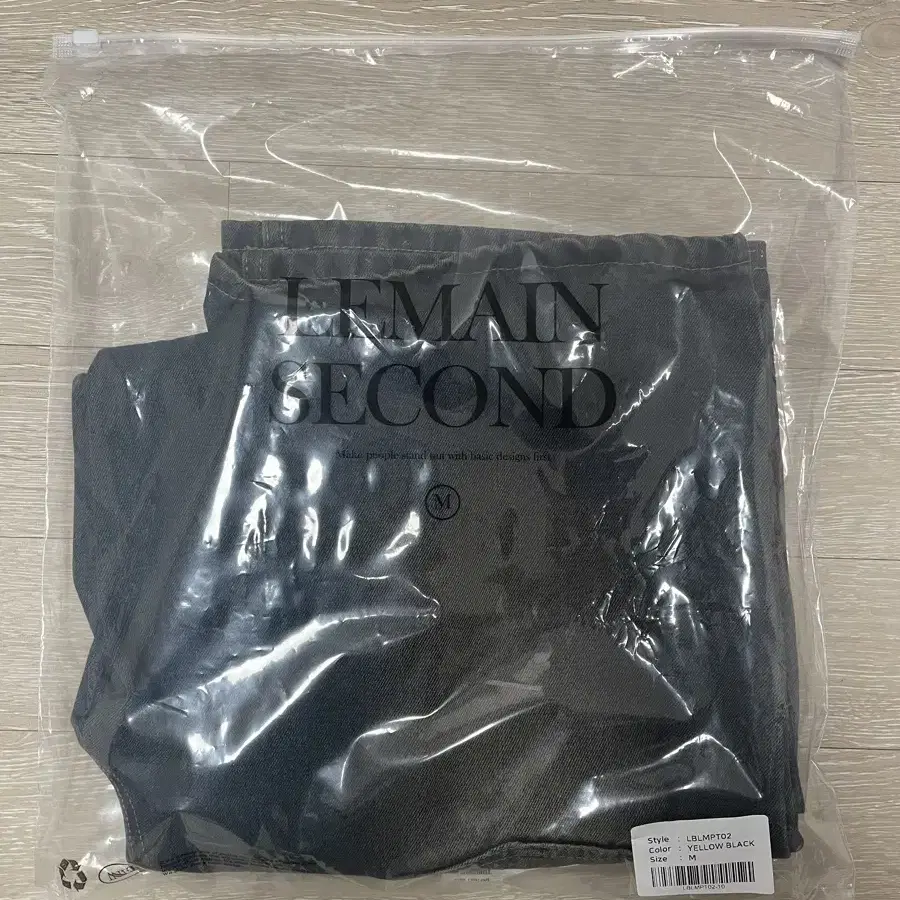 LEMAIN
SECOND
Make people stand out with basic designs first
M
Style : LBLMPT02
Color : YELLOW BLACK
Size : M
LBLMPT02-10